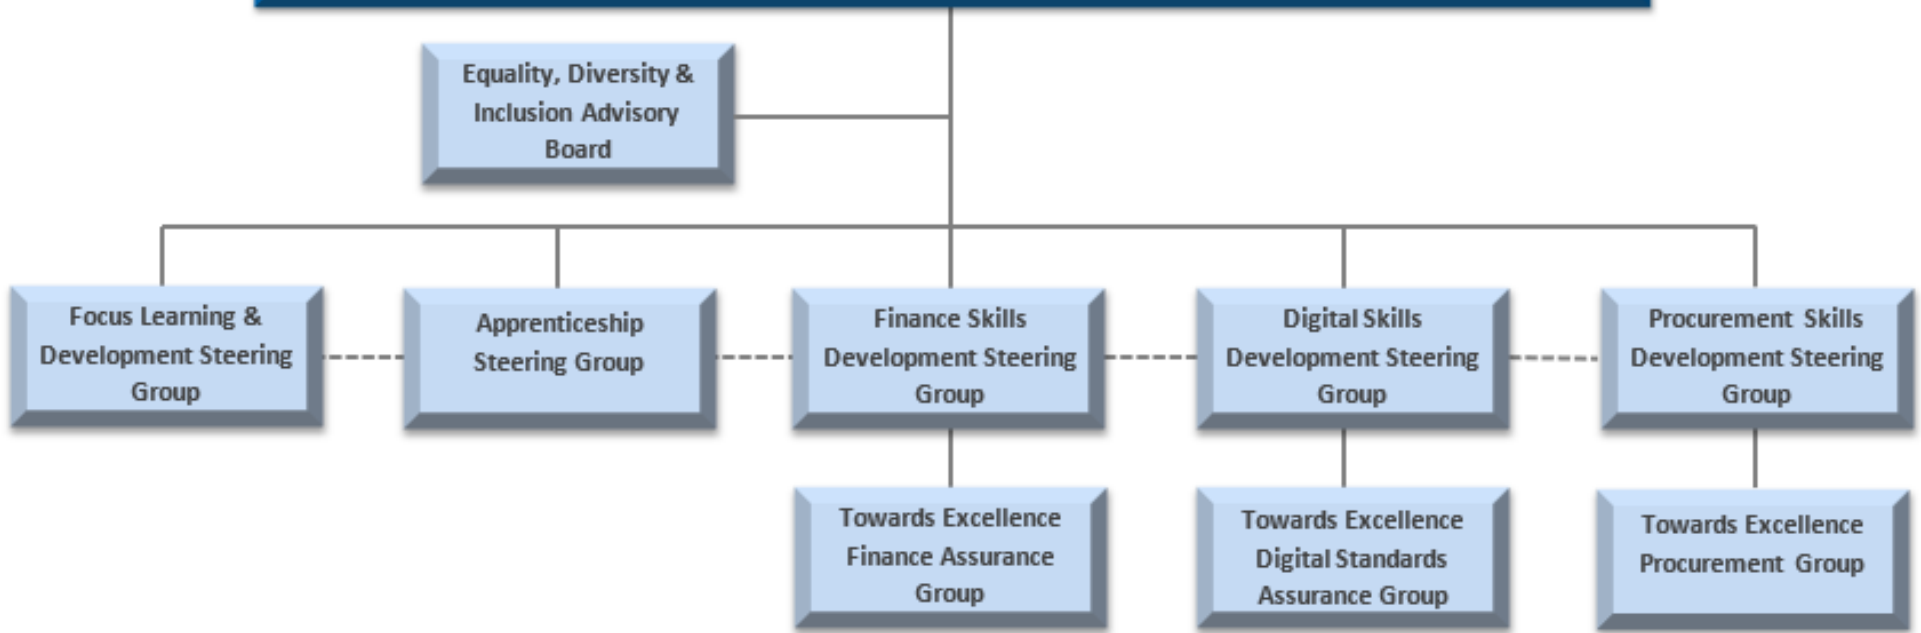 Equality, Diversity &
Inclusion Advisory
Board
Focus Learning &
Development Steering
Group
Apprenticeship
Steering Group
Finance Skills
Development Steering
Group
Digital Skills
Development Steering
Group
Procurement Skills
Development Steering
Group
Towards Excellence
Finance Assurance
Group
Towards Excellence
Digital Standards
Assurance Group
Towards Excellence
Procurement Group